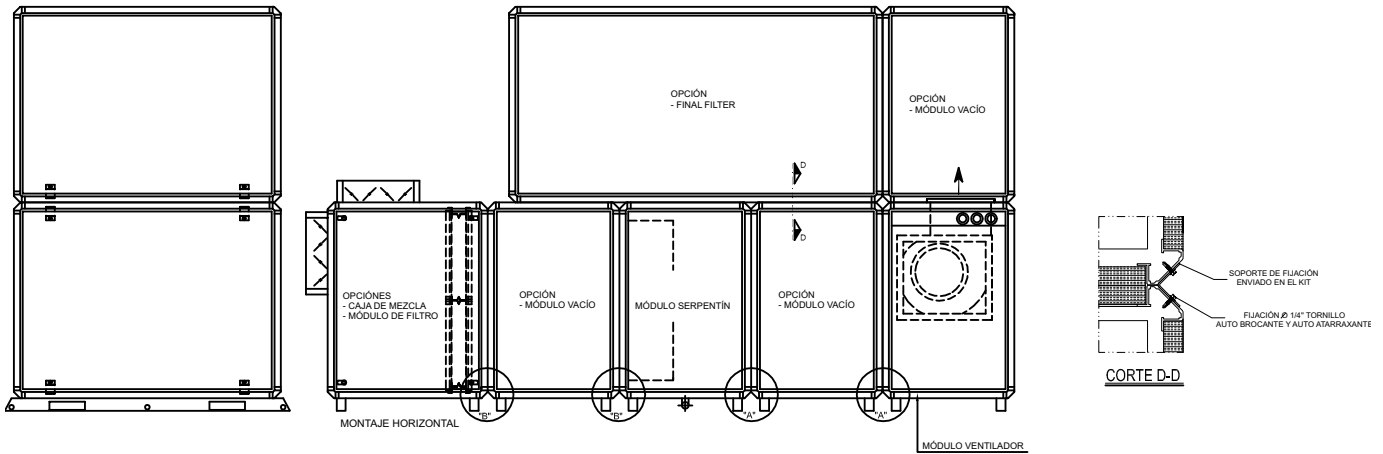 OPCIÓN
- FINAL FILTER
OPCIÓN
- MÓDULO VACÍO
D
D
OPCIÓNES
- CAJA DE MEZCLA
- MÓDULO DE FILTRO
OPCIÓN
- MÓDULO VACÍO
MÓDULO SERPENTÍN
OPCIÓN
- MÓDULO VACÍO
"B"
"B"
"A"
"A"
MONTAJE HORIZONTAL
MÓDULO VENTILADOR
SOPORTE DE FIJACIÓN
ENVIADO EN EL KIT
FIJACIÓN Ø 1/4" TORNILLO
AUTO BROCANTE Y AUTO ATARRAXANTE
CORTE D-D